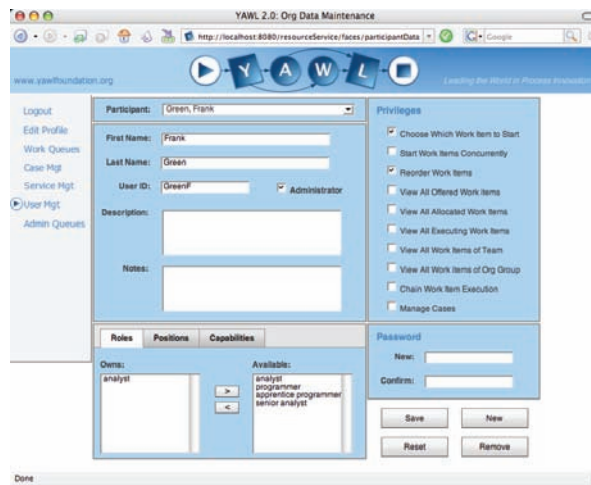 YAWL 2.0: Org Data Maintenance
http://localhost:8080/resourceService/faces/participantData
Google
www.yawlfoundation.org
Y A W L
Leading the World in Process Innovation
Logout
Edit Profile
Work Queues
Case Mgt
Service Mgt
User Mgt
Admin Queues
Participant: Green, Frank
First Name: Frank
Last Name: Green
User ID: GreenF Administrator
Description:
Notes:
Privileges
Choose Which Work Item to Start
Start Work Items Concurrently
Reorder Work Items
View All Offered Work Items
View All Allocated Work Items
View All Executing Work Items
View All Work Items of Team
View All Work Items of Org Group
Chain Work Item Execution
Manage Cases
Roles Positions Capabilities
Owns:
analyst
>
<
Available:
analyst
programmer
apprentice programmer
senior analyst
Password
New:
Confirm:
Save New
Reset Remove
Done